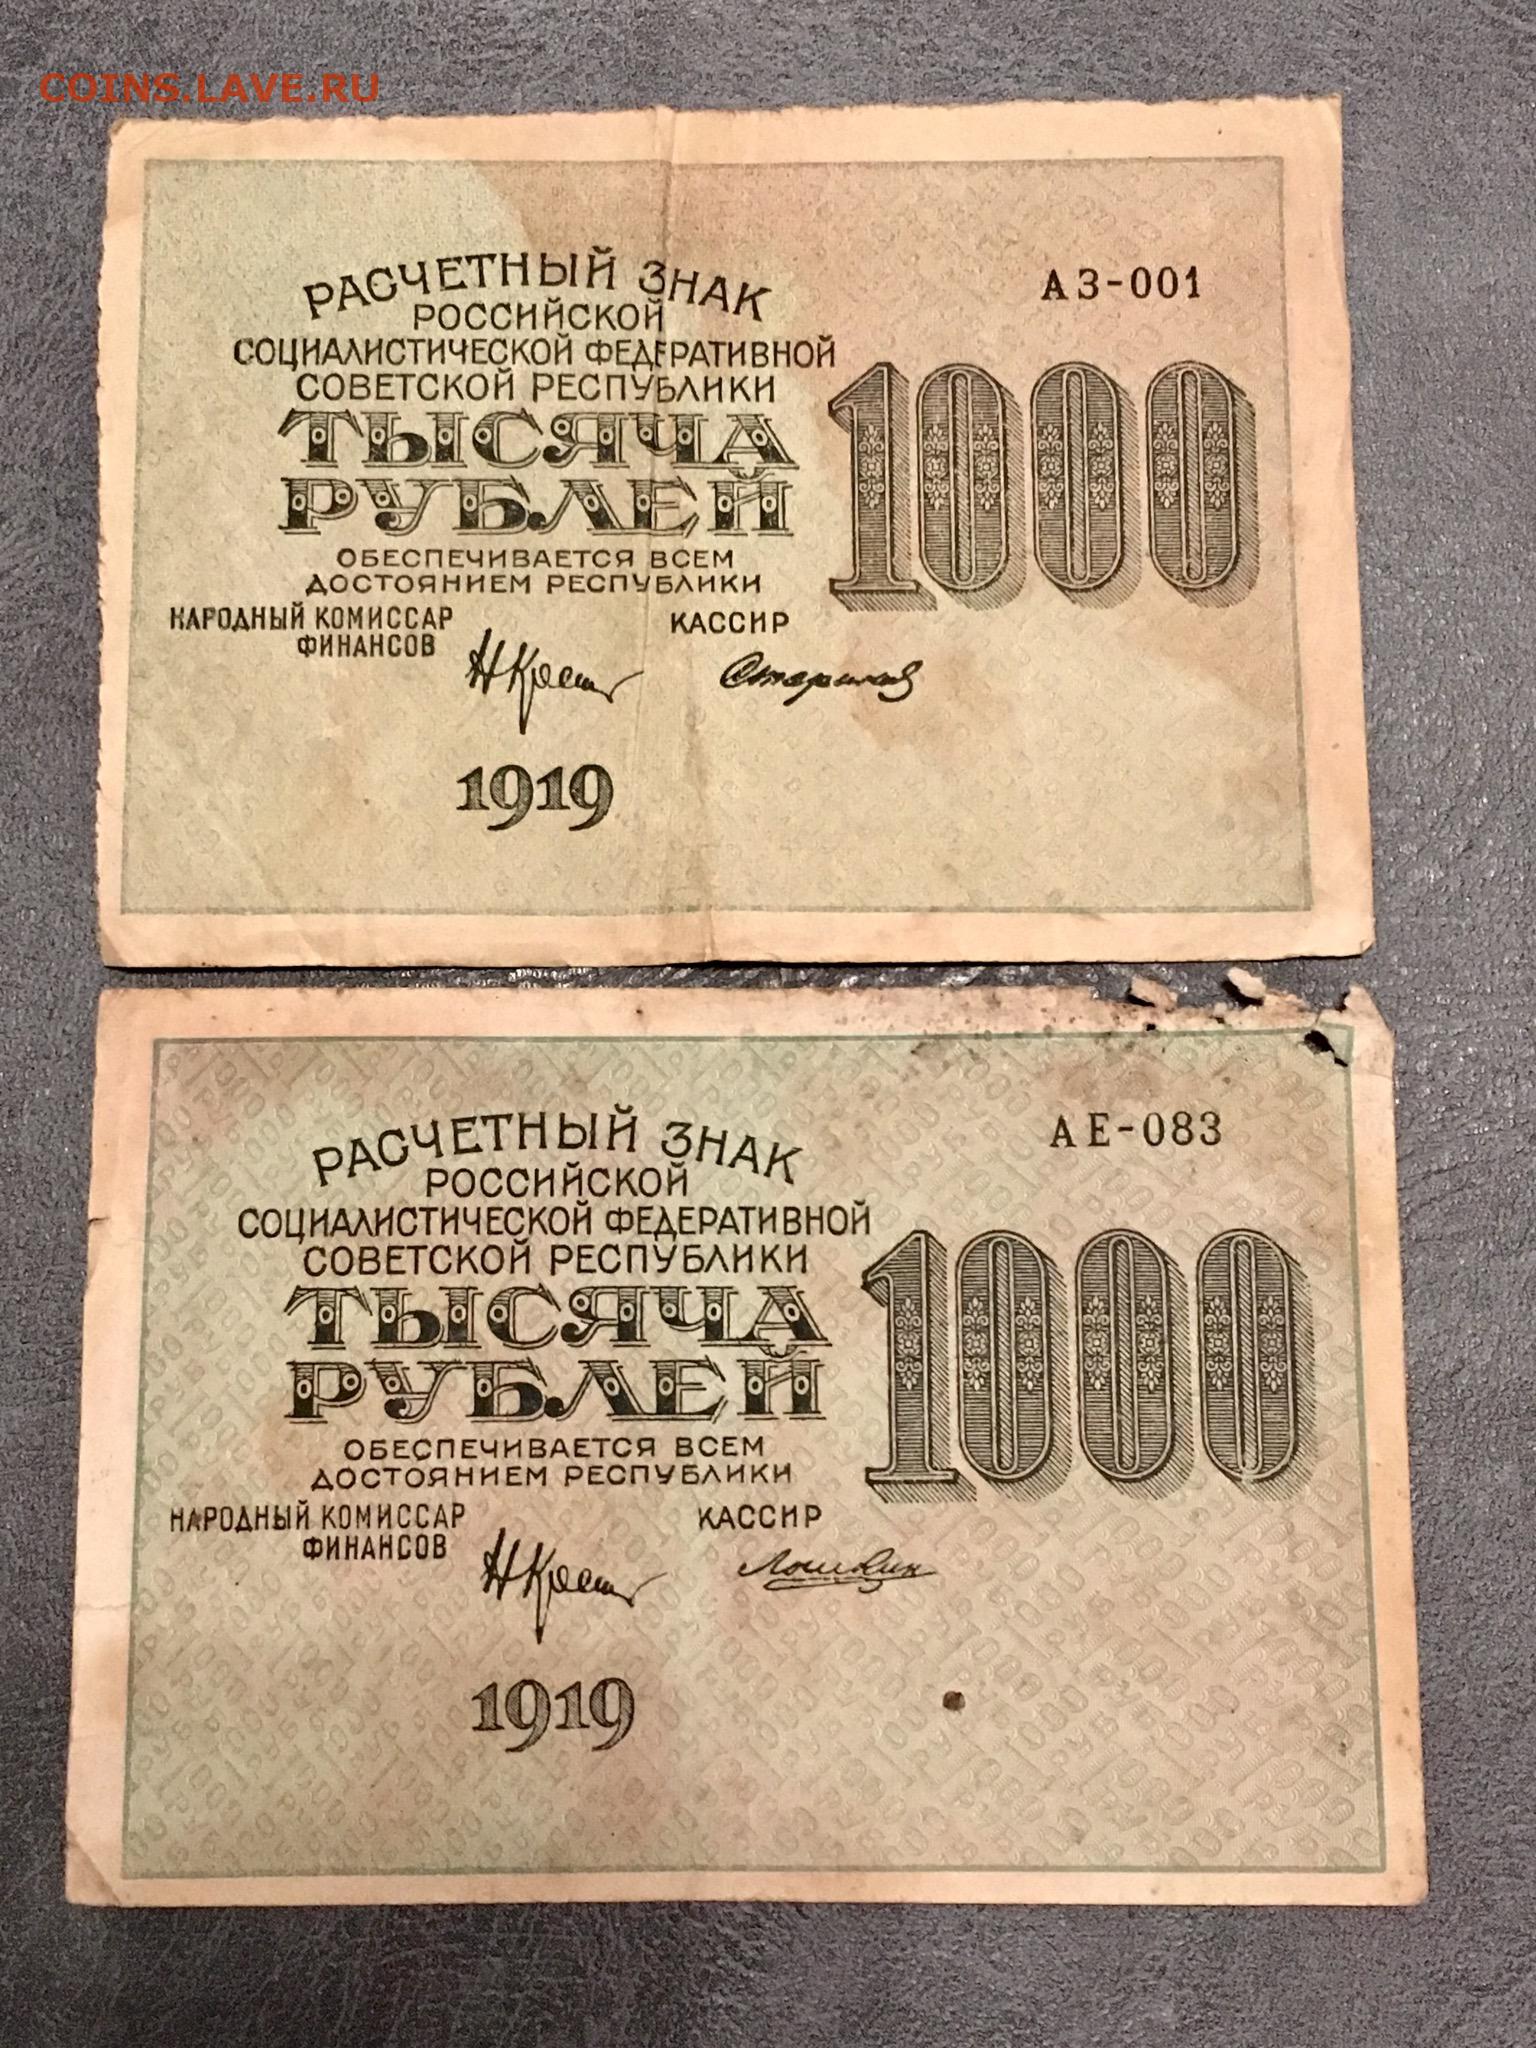 COINS.LAVE.RU
РАСЧЕТНЫЙ ЗНАК
РОССИЙСКОЙ
СОЦИАЛИСТИЧЕСКОЙ ФЕДЕРАТИВНОЙ
СОВЕТСКОЙ РЕСПУБЛИКИ
ТЫСЯЧА
РУБЛЕЙ
ОБЕСПЕЧИВАЕТСЯ ВСЕМ
ДОСТОЯНИЕМ РЕСПУБЛИКИ
НАРОДНЫЙ КОМИССАР
ФИНАНСОВ
КАССИР
1919
АЗ-001
1000
РАСЧЕТНЫЙ ЗНАК
РОССИЙСКОЙ
СОЦИАЛИСТИЧЕСКОЙ ФЕДЕРАТИВНОЙ
СОВЕТСКОЙ РЕСПУБЛИКИ
ТЫСЯЧА
РУБЛЕЙ
ОБЕСПЕЧИВАЕТСЯ ВСЕМ
ДОСТОЯНИЕМ РЕСПУБЛИКИ
НАРОДНЫЙ КОМИССАР
ФИНАНСОВ
КАССИР
1919
АЕ-083
1000